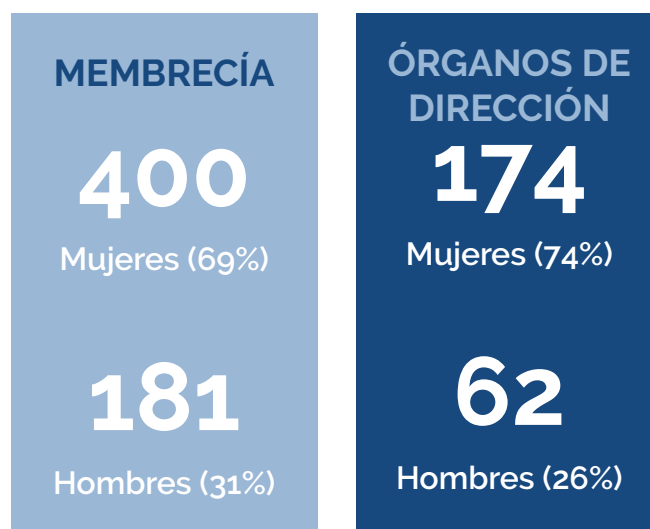 MEMBRECÍA
400
Mujeres (69%)
181
Hombres (31%)
ÓRGANOS DE
DIRECCIÓN
174
Mujeres (74%)
62
Hombres (26%)